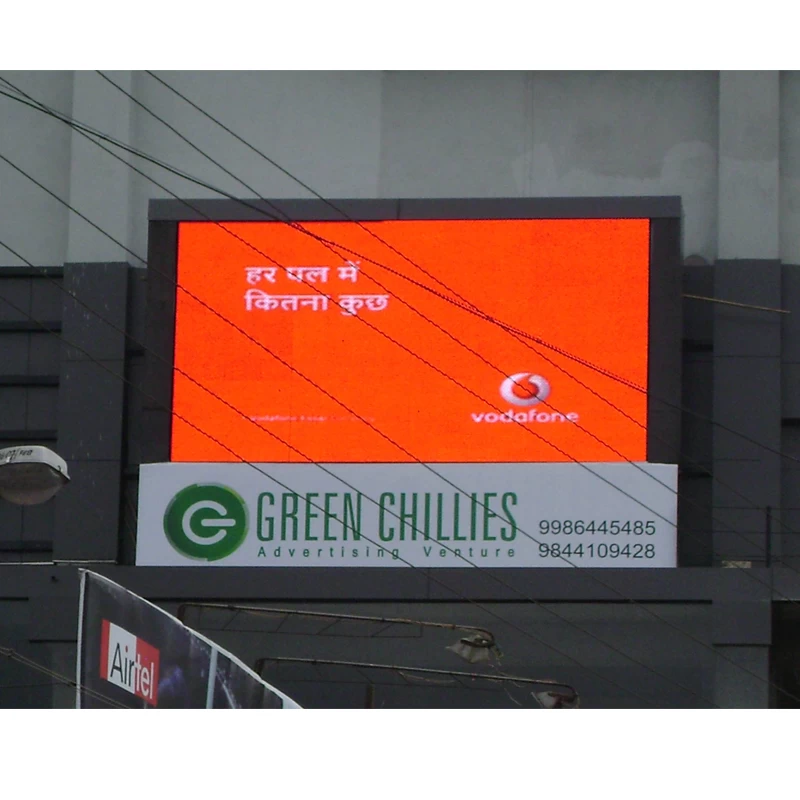 हर पल में
कितना कुछ
vodafone
GREEN CHILLIES
Advertising Venture
9986445485
9844109428
Airtel